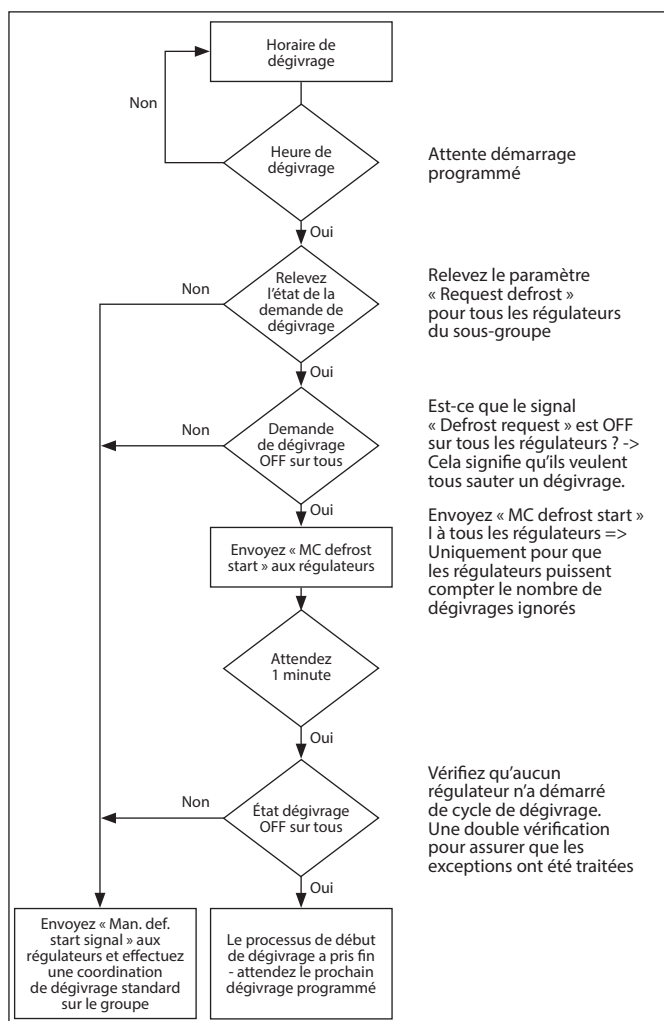 Horaire de
dégivrage
Non
Heure de
dégivrage
Attente démarrage
programmé
Oui
Non
Relevez
l'état de la
demande de
dégivrage
Relevez le paramètre
« Request defrost »
pour tous les régulateurs
du sous-groupe
Oui
Non
Demande
de dégivrage
OFF sur tous
Est-ce que le signal
« Defrost request » est OFF
sur tous les régulateurs ? ->
Cela signifie qu'ils veulent
tous sauter un dégivrage.
Oui
Envoyez « MC defrost
start » aux régulateurs
Envoyez « MC defrost start »
I à tous les régulateurs =>
Uniquement pour que
les régulateurs puissent
compter le nombre de
dégivrages ignorés
Attendez
1 minute
Oui
Non
État dégivrage
OFF sur tous
Vérifiez qu'aucun
régulateur n'a démarré
de cycle de dégivrage.
Une double vérification
pour assurer que les
exceptions ont été traitées
Oui
Envoyez « Man. def.
start signal » aux
régulateurs et effectuez
une coordination
de dégivrage standard
sur le groupe
Le processus de début
de dégivrage a pris fin
- attendez le prochain
dégivrage programmé